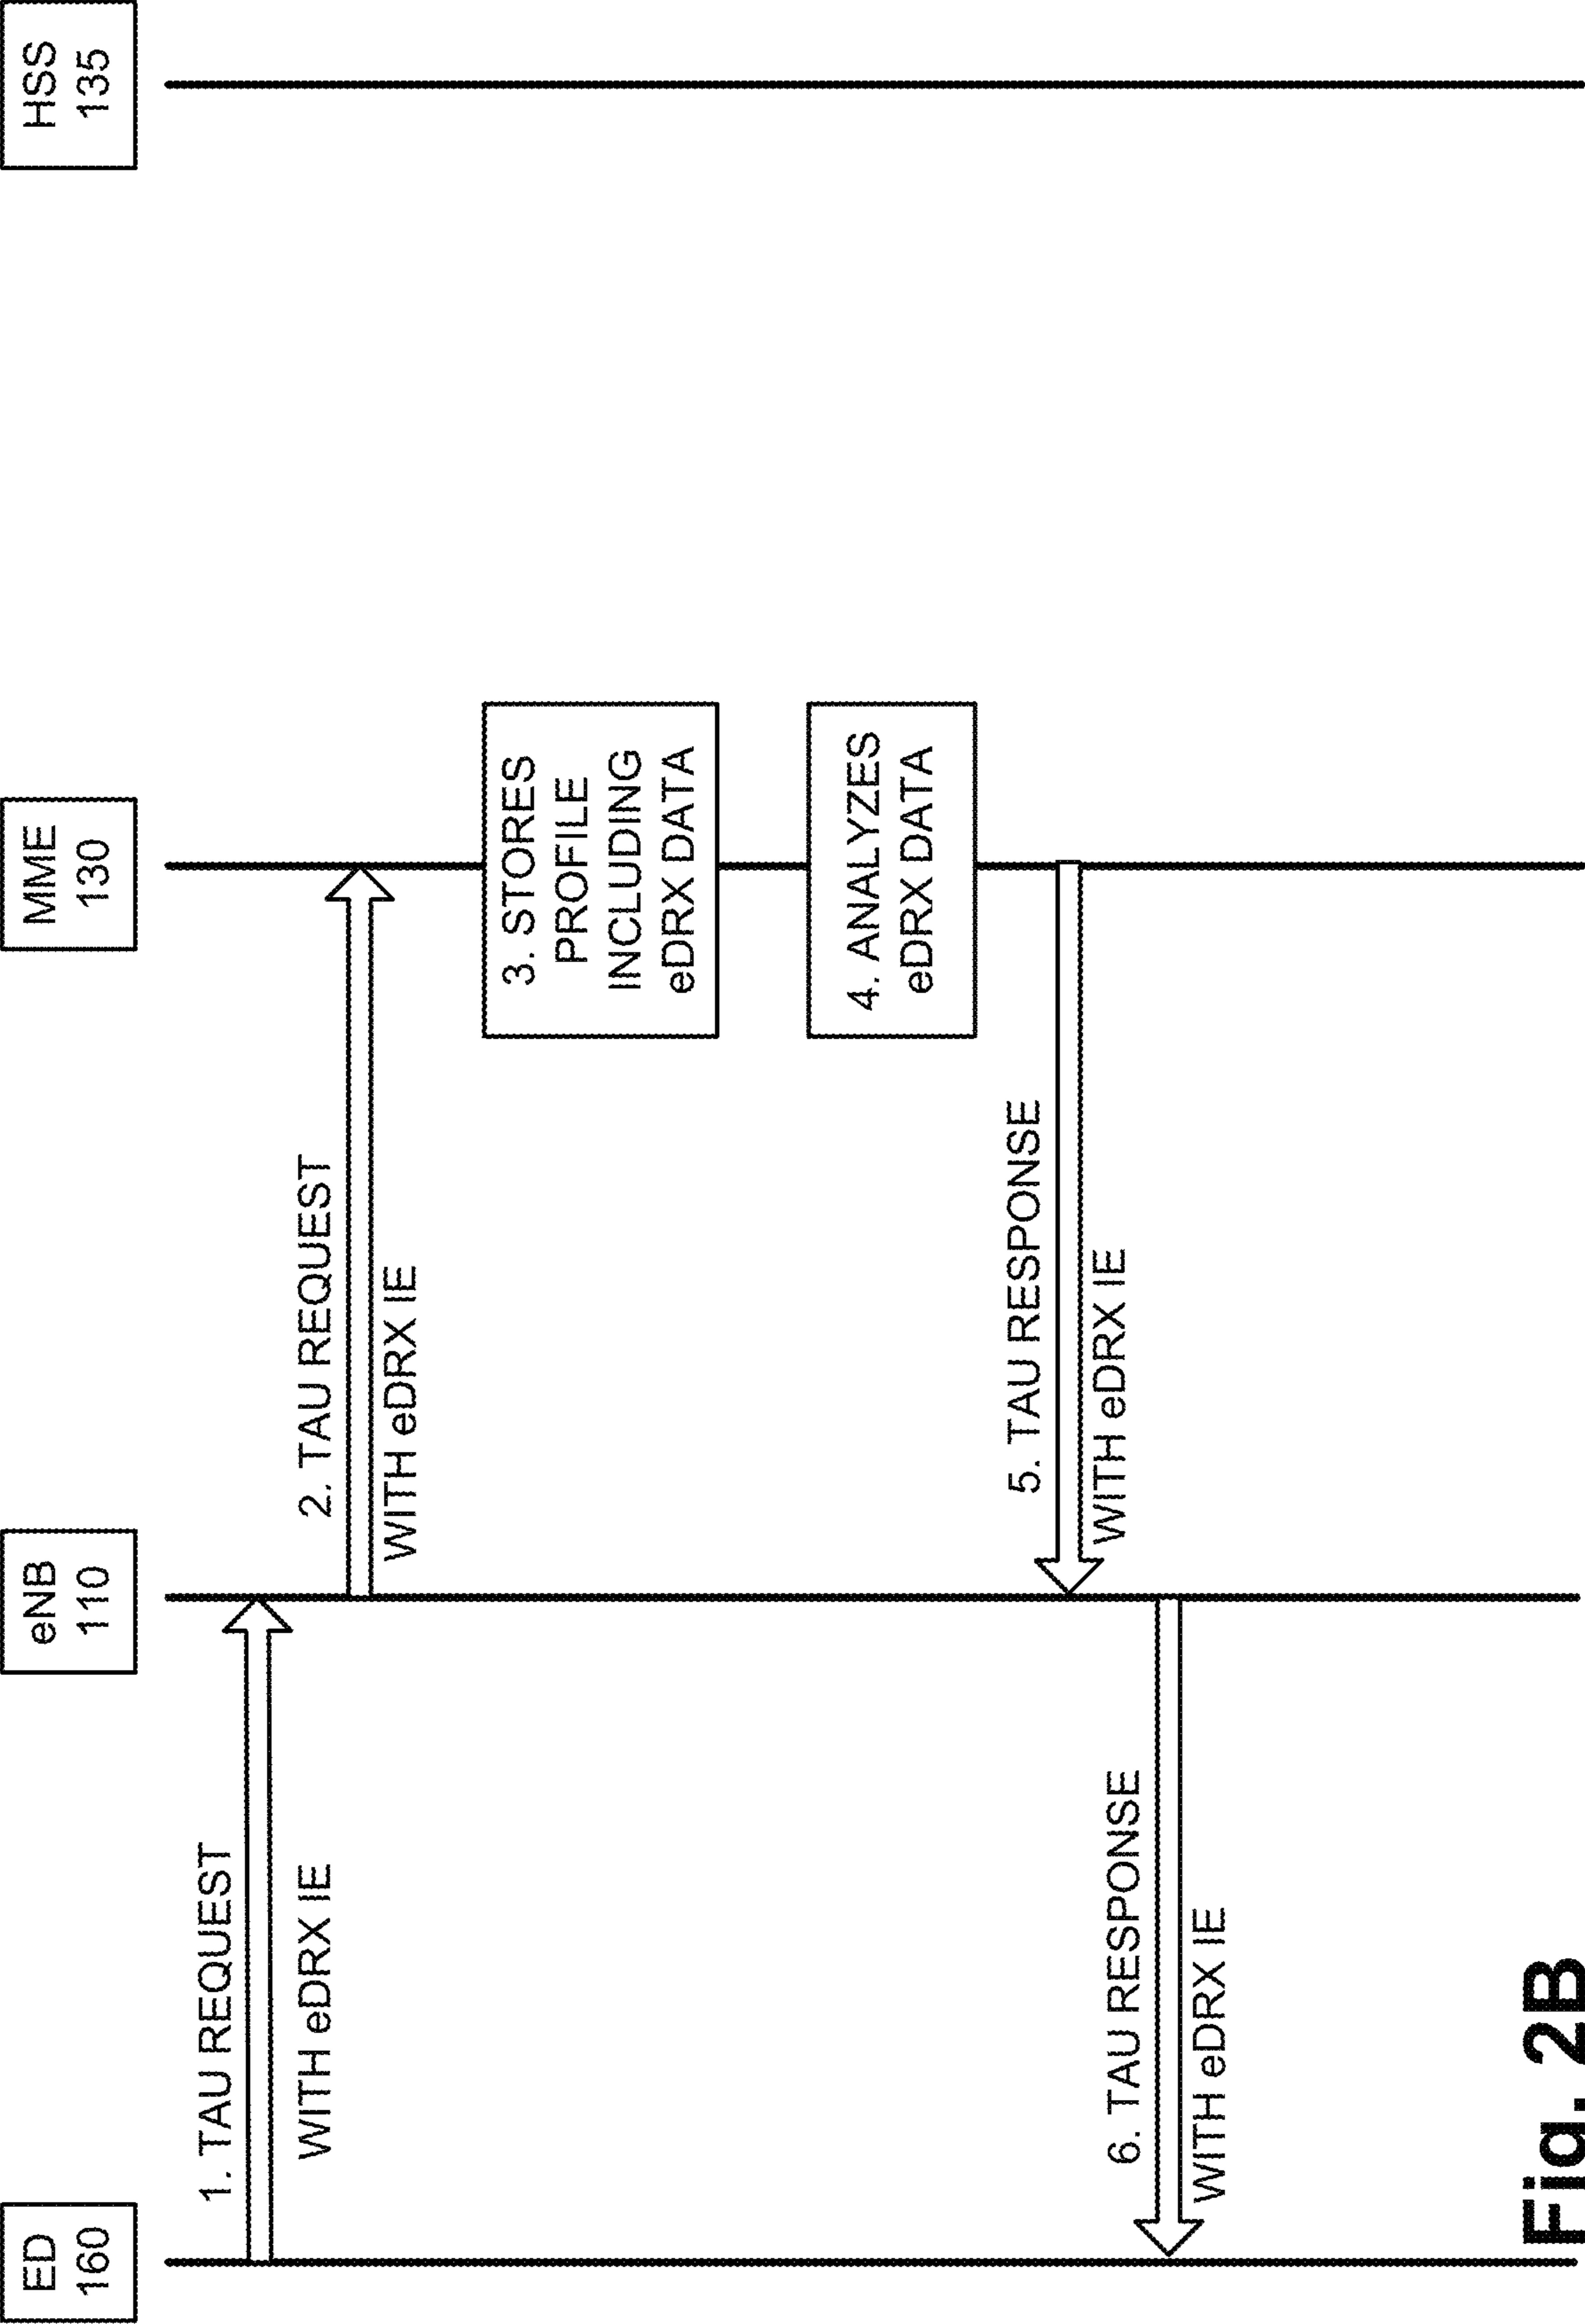 ED
160
eNB
110
MME
130
HSS
135
1. TAU REQUEST
WITH eDRX IE
2. TAU REQUEST
WITH eDRX IE
3. STORES
PROFILE
INCLUDING
eDRX DATA
4. ANALYZES
eDRX DATA
5. TAU RESPONSE
WITH eDRX IE
6. TAU RESPONSE
WITH eDRX IE
Fig. 2B